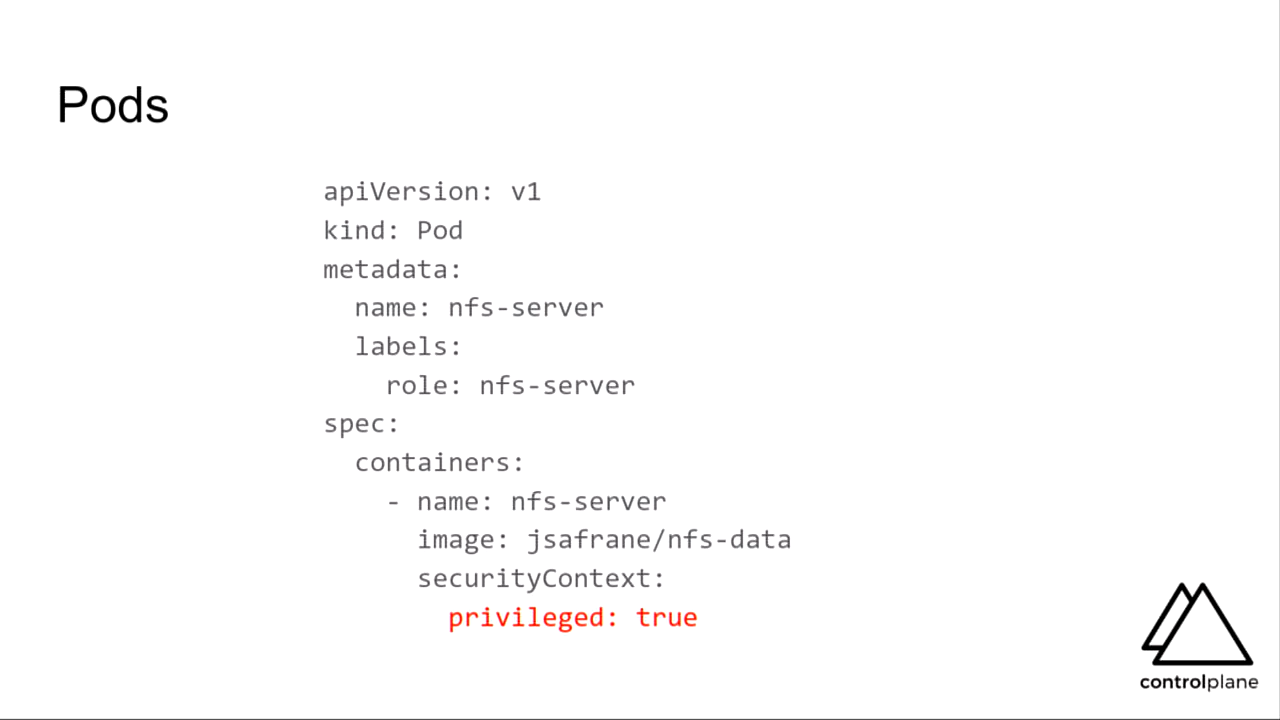 Pods
apiVersion: v1
kind: Pod
metadata:
  name: nfs-server
  labels:
    role: nfs-server
spec:
  containers:
    - name: nfs-server
      image: jsafrane/nfs-data
      securityContext:
        privileged: true
controlplane